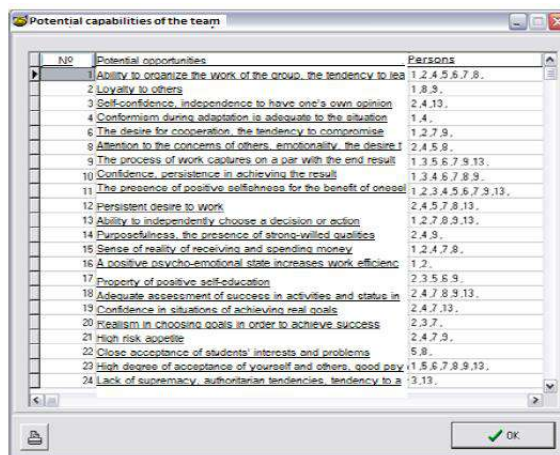 Potential capabilities of the team
Nº Potential opportunities Persons
1 Ability to organize the work of the group, the tendency to lea 1,2,4,5,6,7,8,
2 Loyalty to others 1,8,9,
3 Self-confidence, independence to have one's own opinion 2,4,13,
4 Conformism during adaptation is adequate to the situation 1,4,
6 The desire for cooperation, the tendency to compromise 1,2,7,9,
8 Attention to the concerns of others, emotionality, the desire t 2,4,5,8,
9 The process of work captures on a par with the end result 1,3,5,6,7,9,13,
10 Confidence, persistence in achieving the result 1,3,4,6,7,8,9,
11 The presence of positive selfishness for the benefit of onesel 1,2,3,4,5,6,7,9,13,
12 Persistent desire to work 2,4,5,7,8,13,
13 Ability to independently choose a decision or action 1,2,7,8,9,13,
14 Purposefulness, the presence of strong-willed qualities 2,4,9,
15 Sense of reality of receiving and spending money 1,2,4,7,8,
16 A positive psycho-emotional state increases work efficienc 1,2,
17 Property of positive self-education 2,3,5,6,9,
18 Adequate assessment of success in activities and status in 2,4,7,8,9,13,
19 Confidence in situations of achieving real goals 2,4,7,13,
20 Realism in choosing goals in order to achieve success 2,3,7,
21 High risk appetite 2,4,7,9,
22 Close acceptance of students' interests and problems 5,8,
23 High degree of acceptance of yourself and others, good psy 1,5,6,7,8,9,13,
24 Lack of supremacy, authoritarian tendencies, tendency to a 3,13,
OK